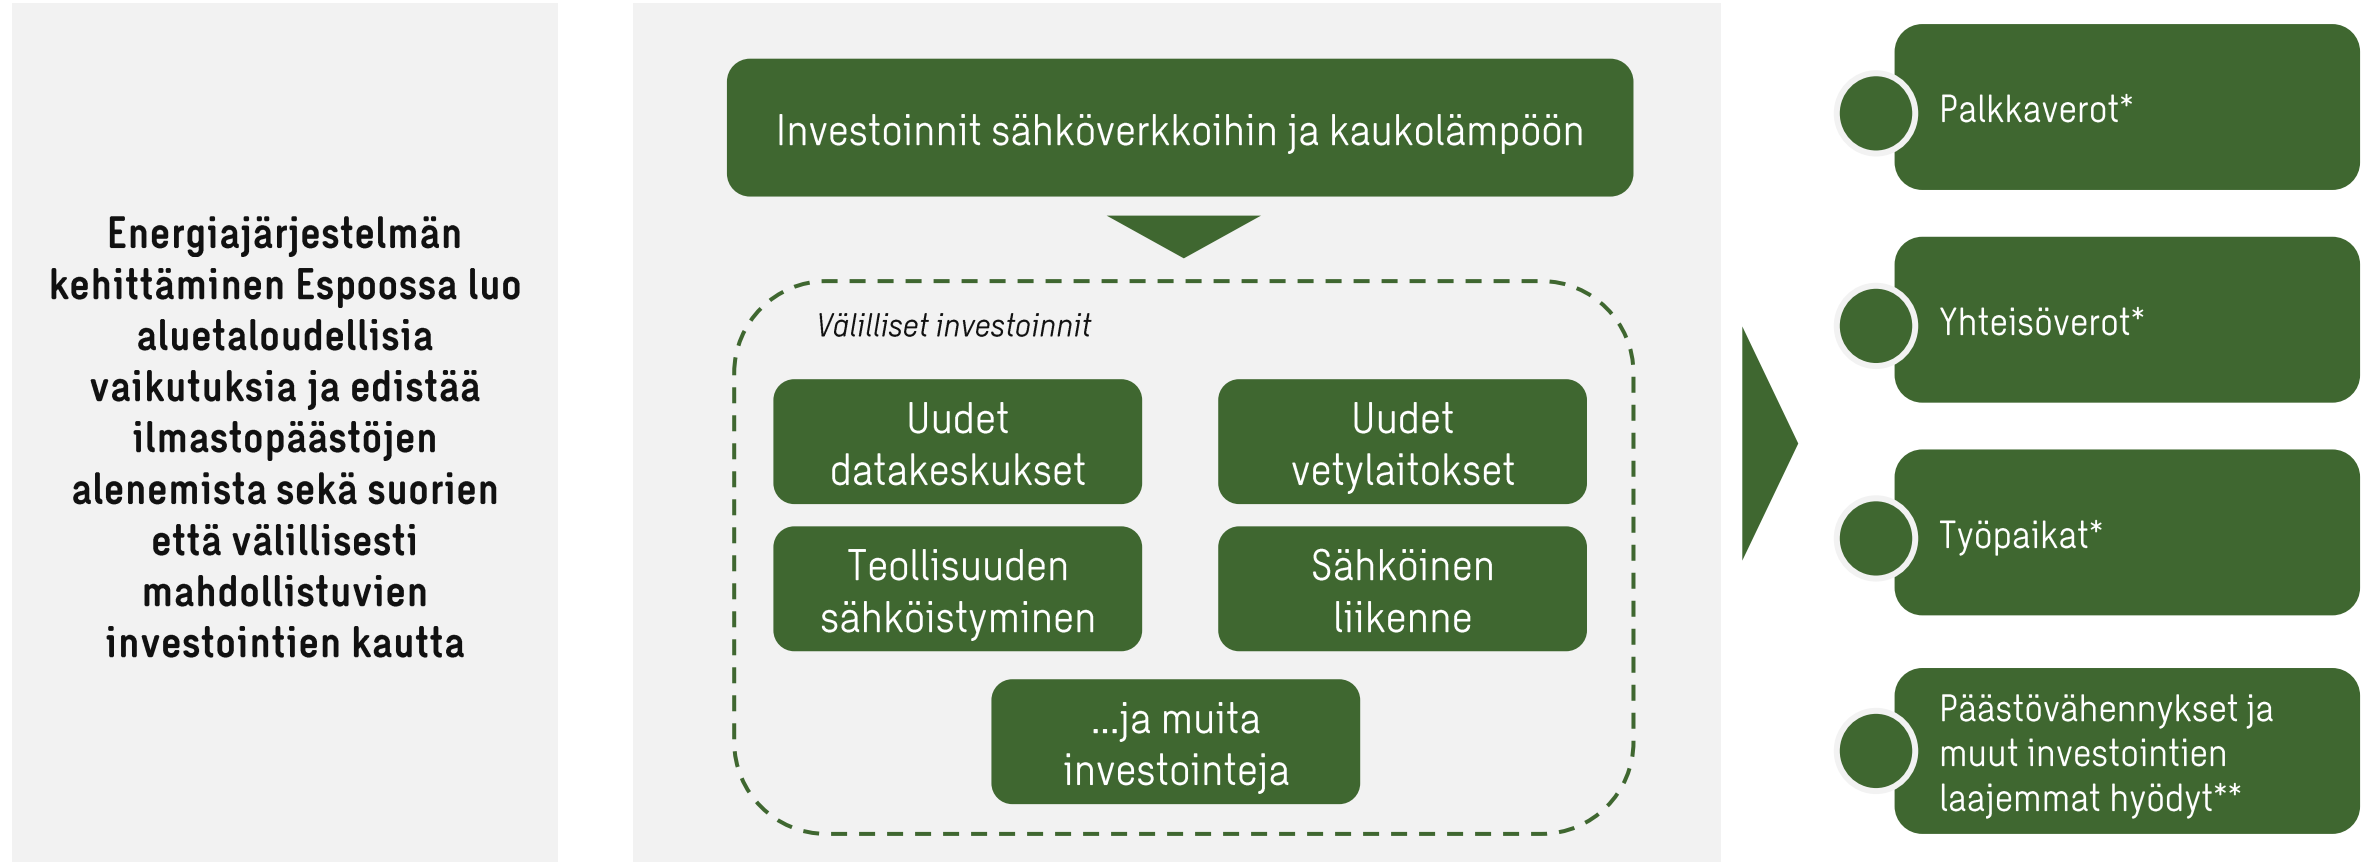 Energiajärjestelmän
kehittäminen Espoossa luo
aluetaloudellisia
vaikutuksia ja edistää
ilmastopäästöjen
alenemista sekä suorien
että välillisesti
mahdollistuvien
investointien kautta
Investoinnit sähköverkkoihin ja kaukolämpöön
Välilliset investoinnit
Uudet
datakeskukset
Uudet
vetylaitokset
Teollisuuden
sähköistyminen
Sähköinen
liikenne
...ja muita
investointeja
Palkkaverot*
Yhteisöverot*
Työpaikat*
Päästövähennykset ja
muut investointien
laajemmat hyödyt**